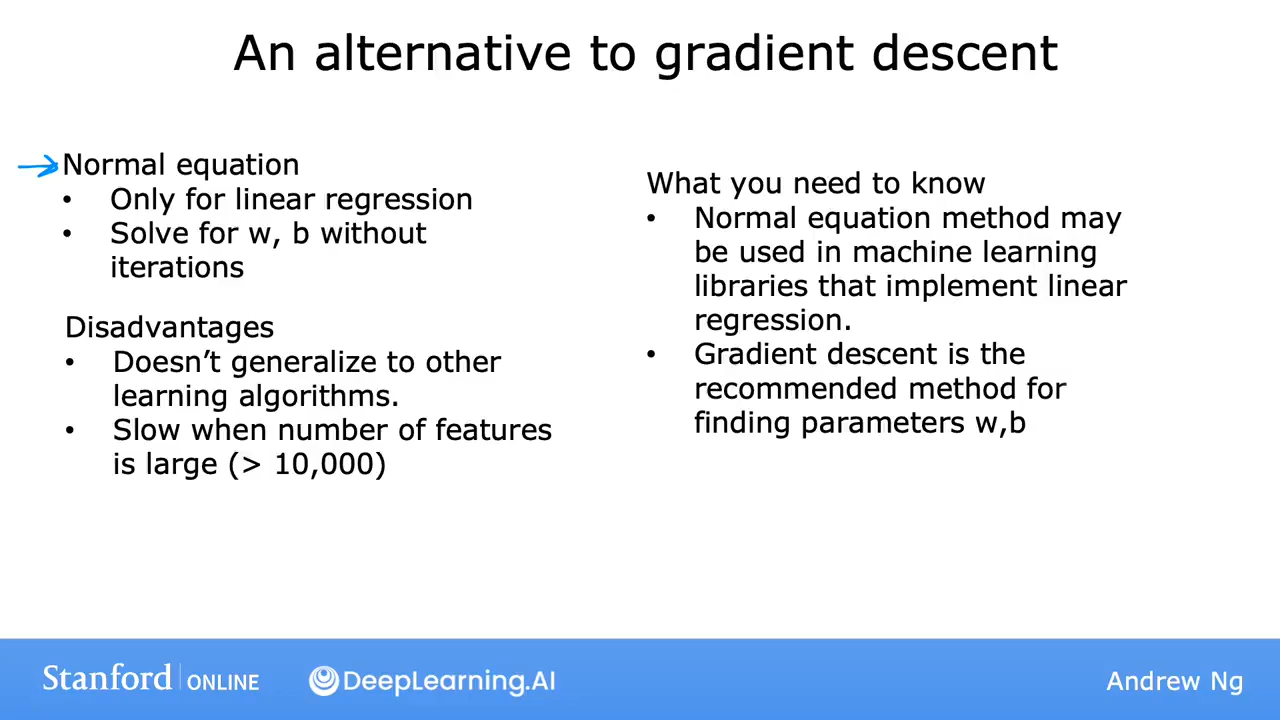 An alternative to gradient descent
Normal equation
• Only for linear regression
• Solve for w, b without
iterations
Disadvantages
• Doesn’t generalize to other
learning algorithms.
• Slow when number of features
is large (> 10,000)
What you need to know
• Normal equation method may
be used in machine learning
libraries that implement linear
regression.
• Gradient descent is the
recommended method for
finding parameters w,b
Stanford ONLINE
DeepLearning.AI
Andrew Ng